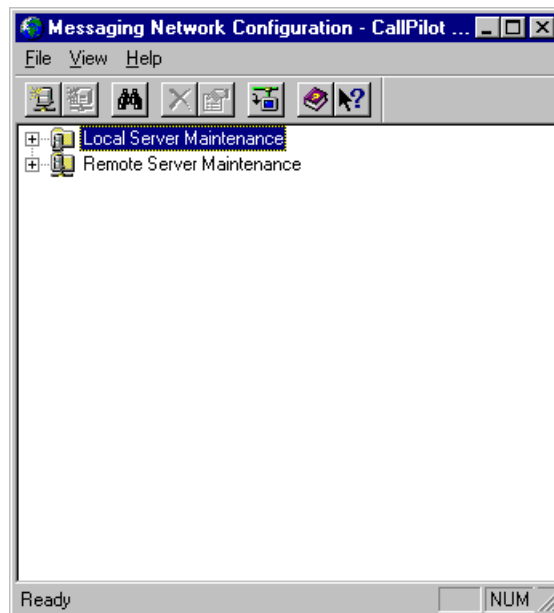 Messaging Network Configuration - CallPilot ...
File View Help
Local Server Maintenance
Remote Server Maintenance
Ready NUM